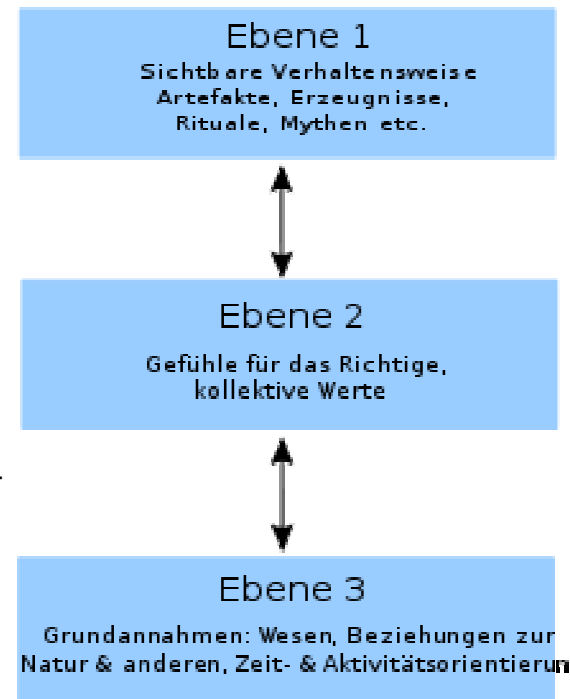 Ebene 1
Sichtbare Verhaltensweise
Artefakte, Erzeugnisse,
Rituale, Mythen etc.
Ebene 2
Gefühle für das Richtige,
kollektive Werte
Ebene 3
Grundannahmen: Wesen, Beziehungen zur
Natur & anderen, Zeit- & Aktivitätsorientierun